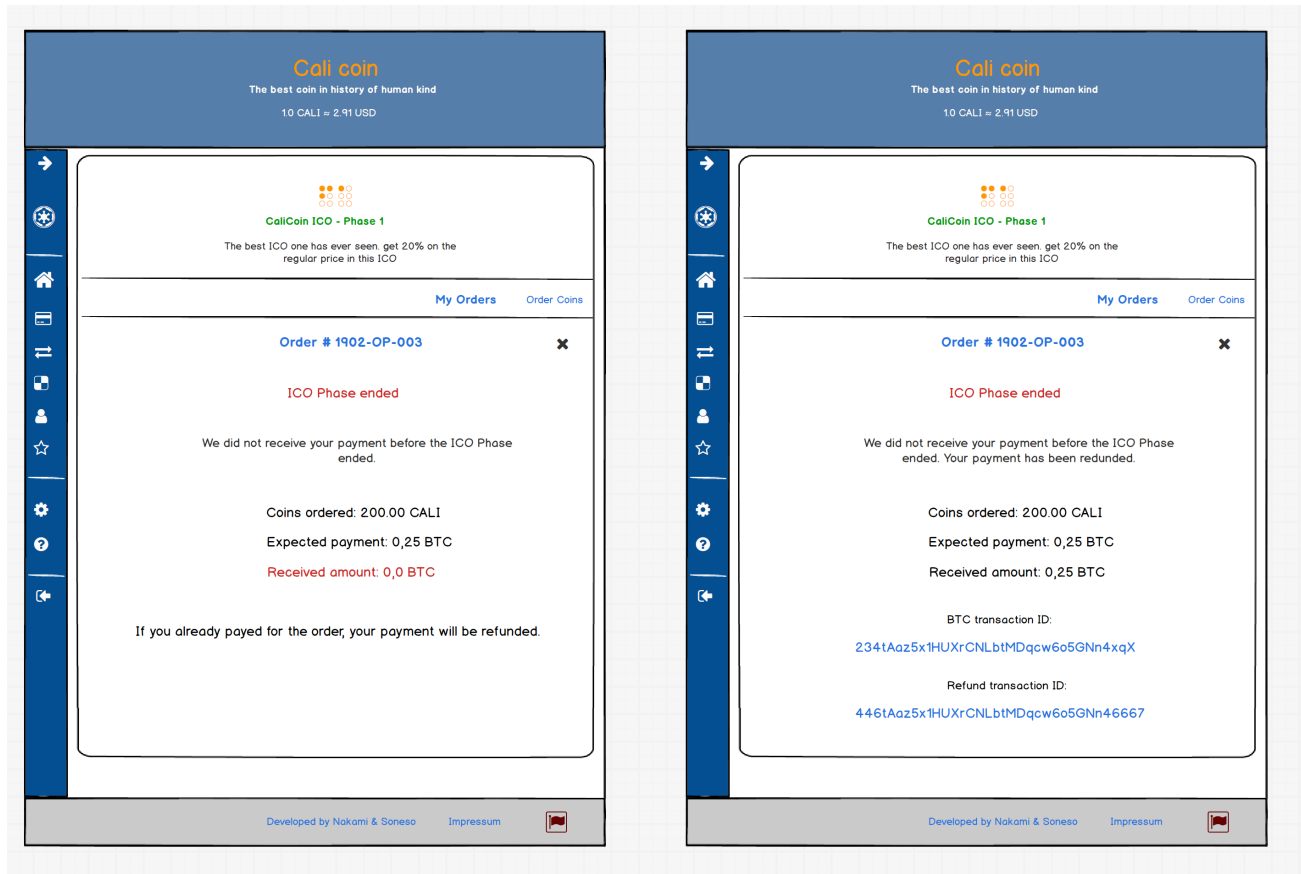 Cali coin
The best coin in history of human kind
1.0 CALI ≈ 2.91 USD
CaliCoin ICO - Phase 1
The best ICO one has ever seen. get 20% on the
regular price in this ICO
My Orders
Order Coins
Order # 1902-OP-003
ICO Phase ended
We did not receive your payment before the ICO Phase
ended.
Coins ordered: 200.00 CALI
Expected payment: 0,25 BTC
Received amount: 0,0 BTC
If you already payed for the order, your payment will be refunded.
Developed by Nakami & Soneso
Impressum
Cali coin
The best coin in history of human kind
1.0 CALI ≈ 2.91 USD
CaliCoin ICO - Phase 1
The best ICO one has ever seen. get 20% on the
regular price in this ICO
My Orders
Order Coins
Order # 1902-OP-003
ICO Phase ended
We did not receive your payment before the ICO Phase
ended. Your payment has been redunded.
Coins ordered: 200.00 CALI
Expected payment: 0,25 BTC
Received amount: 0,25 BTC
BTC transaction ID:
234tAaz5x1HUXrCNLbtMDqcw6o5GNn4xqX
Refund transaction ID:
446tAaz5x1HUXrCNLbtMDqcw6o5GNn46667
Developed by Nakami & Soneso
Impressum